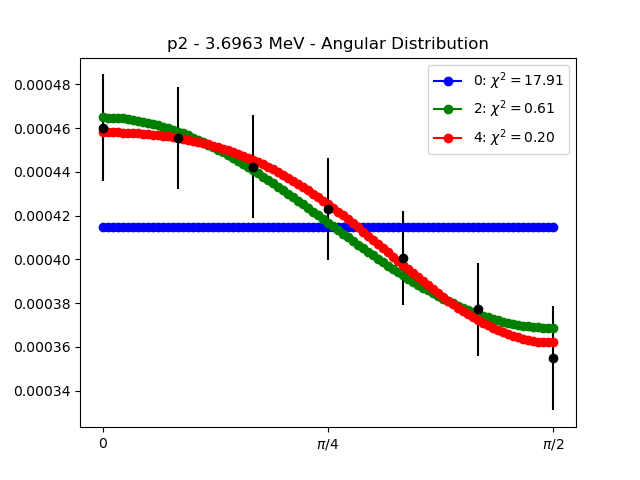 p2 - 3.6963 MeV - Angular Distribution
0: χ² = 17.91
2: χ² = 0.61
4: χ² = 0.20
0.00048
0.00046
0.00044
0.00042
0.00040
0.00038
0.00036
0.00034
0 π/4 π/2